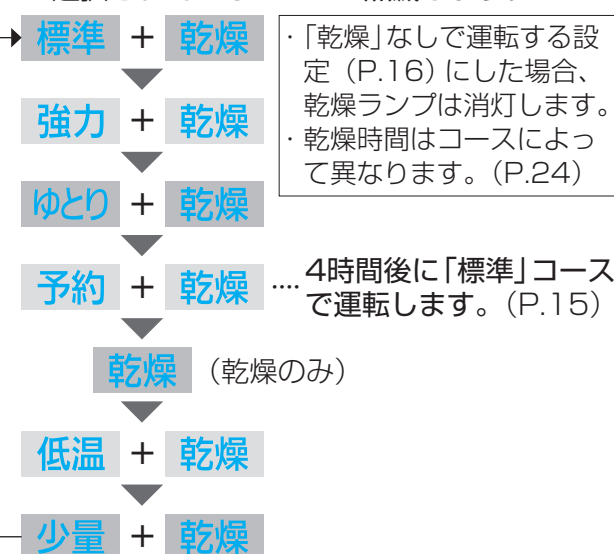 標準 + 乾燥
・「乾燥」なしで運転する設
定(P.16)にした場合、
乾燥ランプは消灯します。
・乾燥時間はコースによっ
て異なります。(P.24)
強力 + 乾燥
ゆとり + 乾燥
予約 + 乾燥 ‥‥ 4時間後に「標準」コース
で運転します。(P.15)
乾燥 (乾燥のみ)
低温 + 乾燥
少量 + 乾燥